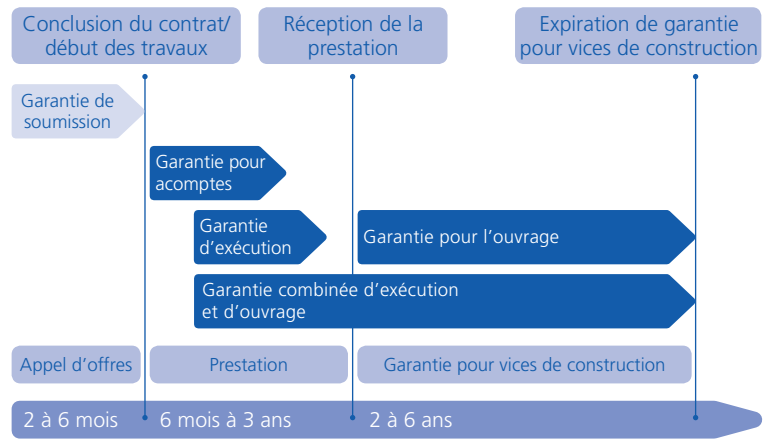 Conclusion du contrat/
début des travaux
Réception de la
prestation
Expiration de garantie
pour vices de construction
Garantie de
soumission
Garantie pour
acomptes
Garantie
d’exécution
Garantie pour l’ouvrage
Garantie combinée d’exécution
et d’ouvrage
Appel d’offres
Prestation
Garantie pour vices de construction
2 à 6 mois
6 mois à 3 ans
2 à 6 ans